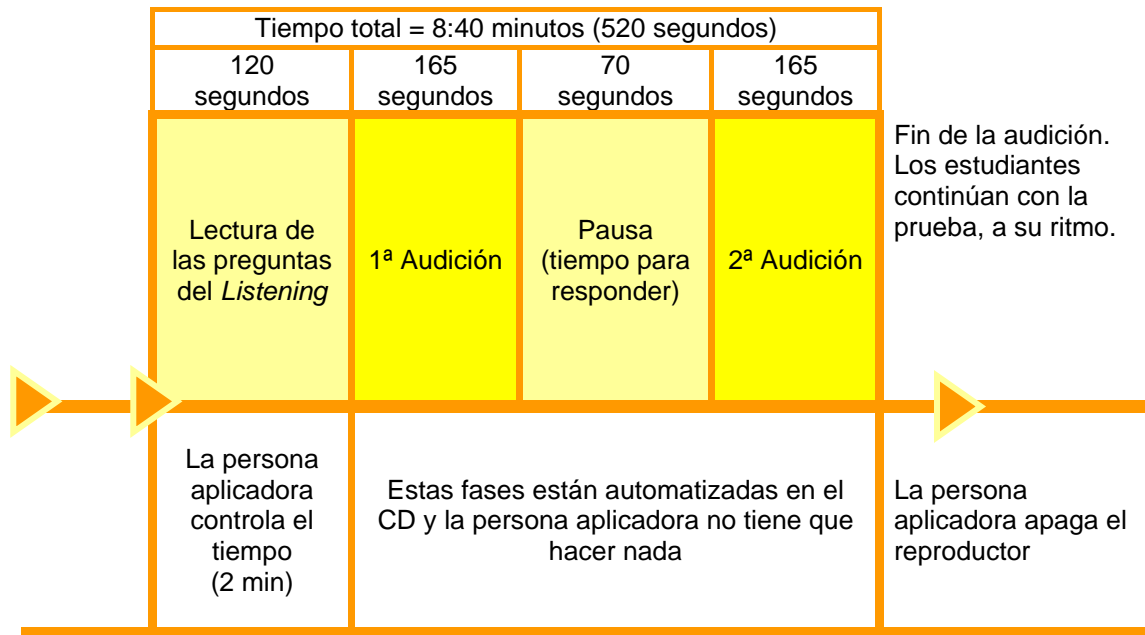 Tiempo total = 8:40 minutos (520 segundos)
120
segundos
165
segundos
70
segundos
165
segundos
Lectura de
las preguntas
del Listening
1ª Audición
Pausa
(tiempo para
responder)
2ª Audición
Fin de la audición.
Los estudiantes
continúan con la
prueba, a su ritmo.
La persona
aplicadora
controla el
tiempo
(2 min)
Estas fases están automatizadas en el
CD y la persona aplicadora no tiene que
hacer nada
La persona
aplicadora apaga el
reproductor